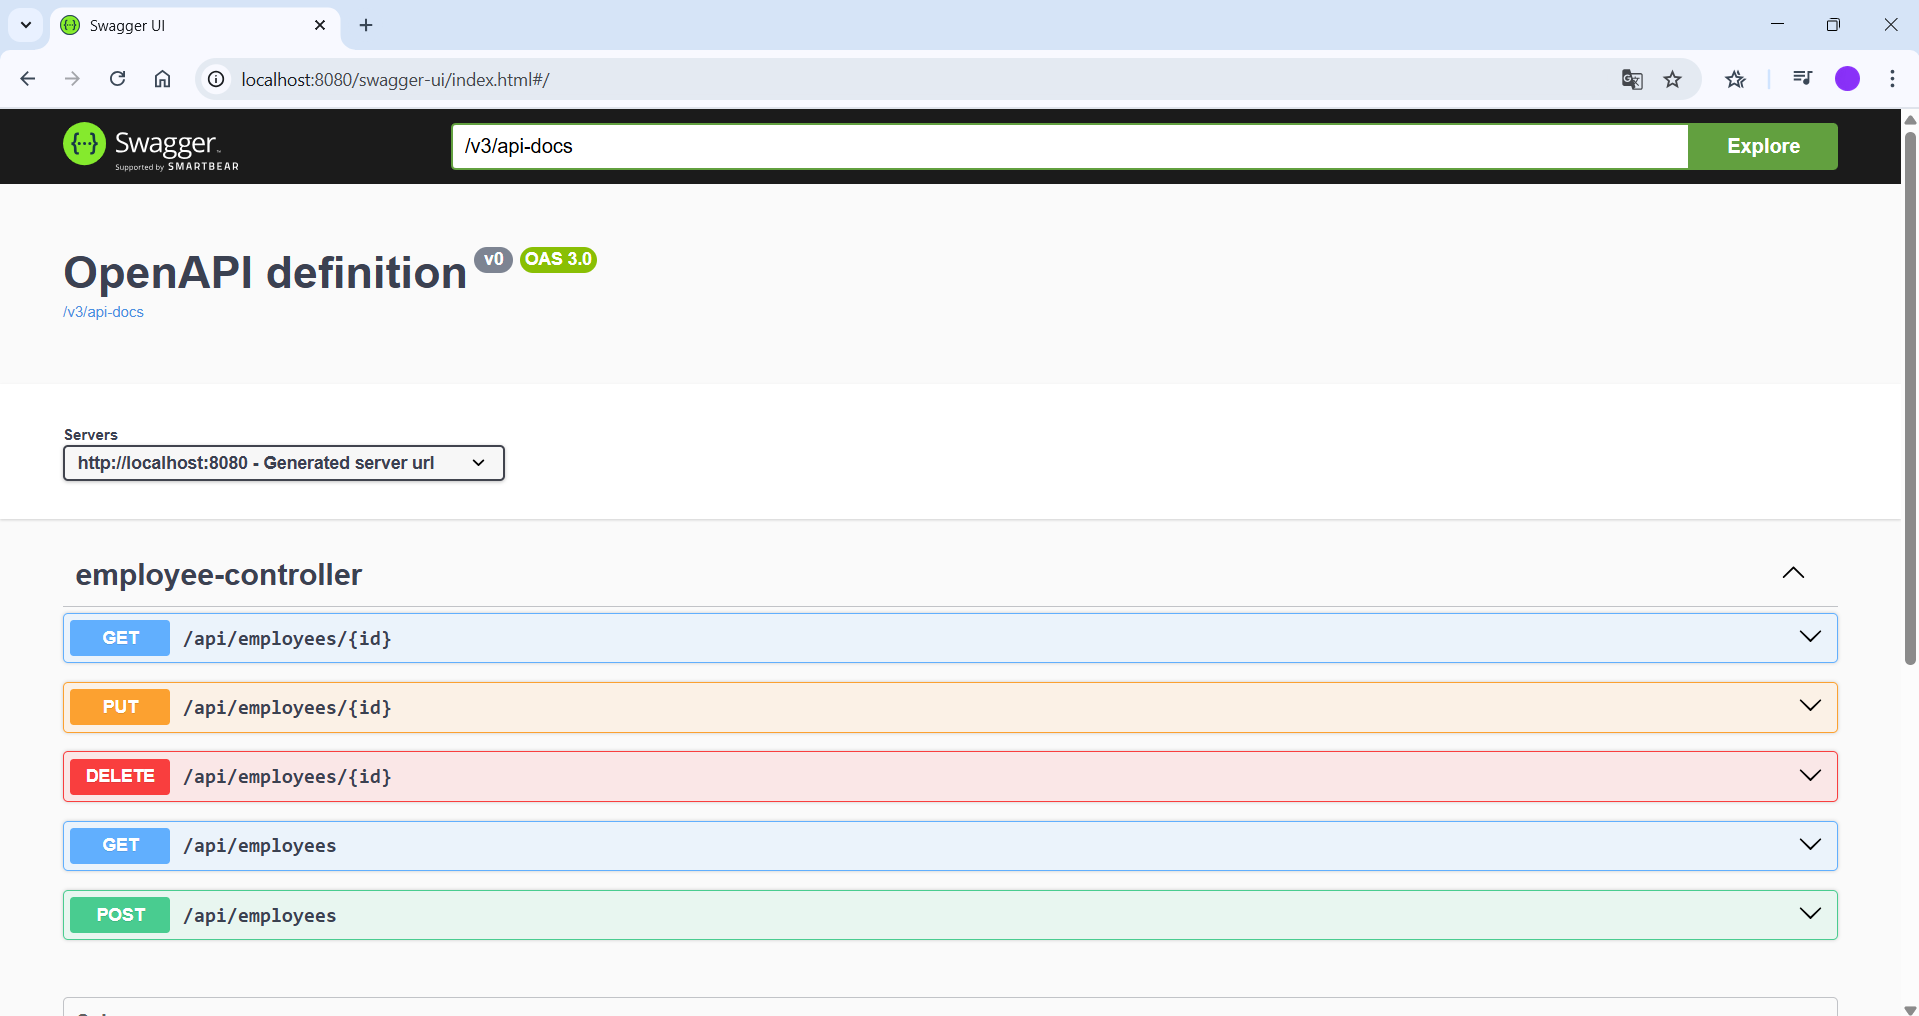 Swagger UI
localhost:8080/swagger-ui/index.html#/
Swagger
Supported by SMARTBEAR
/v3/api-docs
Explore
OpenAPI definition v0 OAS 3.0
/v3/api-docs
Servers
http://localhost:8080 - Generated server url
employee-controller
GET /api/employees/{id}
PUT /api/employees/{id}
DELETE /api/employees/{id}
GET /api/employees
POST /api/employees